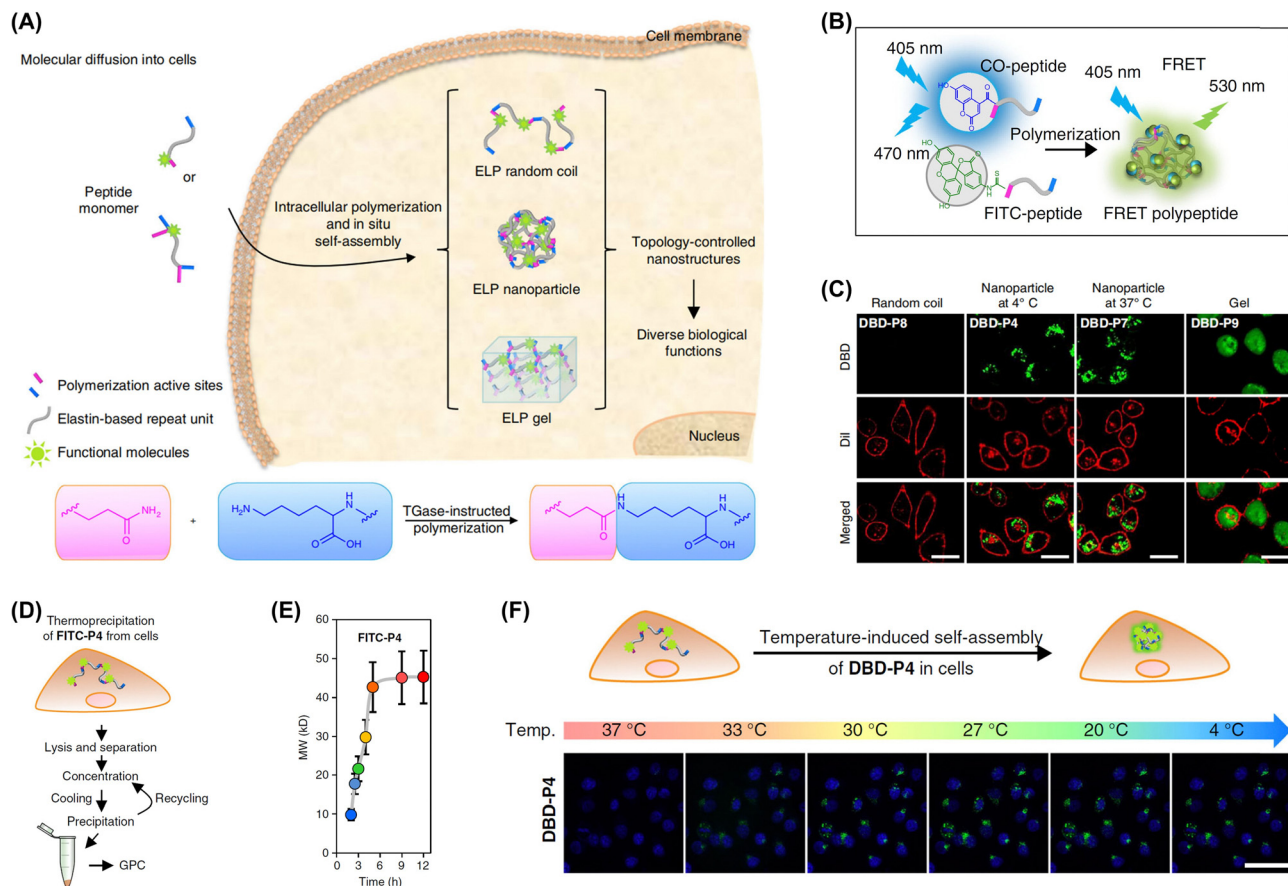 (A)
Molecular diffusion into cells
Cell membrane
or
Peptide
monomer
Intracellular polymerization
and in situ
self-assembly
ELP random coil
ELP nanoparticle
ELP gel
Topology-controlled
nanostructures
Diverse biological
functions
Nucleus
Polymerization active sites
Elastin-based repeat unit
Functional molecules
NH2
O
+
H2N
H
N
O
OH
TGase-instructed
polymerization
O
H
N
H
N
O
OH
(B)
405 nm
CO-peptide
HO
O
O
O
470 nm
HO
O
O
O
HO
N
H
S
FITC-peptide
Polymerization
405 nm
FRET
530 nm
FRET polypeptide
(C)
Random coil
Nanoparticle
at 4° C
Nanoparticle
at 37° C
Gel
DBD-P8
DBD-P4
DBD-P7
DBD-P9
DBD
Dil
Merged
(D)
Thermoprecipitation
of FITC-P4 from cells
Lysis and separation
Concentration
Cooling
Recycling
Precipitation
GPC
(E)
FITC-P4
MW (kD)
60
50
40
30
20
10
0
0 3 6 9 12
Time (h)
(F)
Temperature-induced self-assembly
of DBD-P4 in cells
Temp. 37 °C 33 °C 30 °C 27 °C 20 °C 4 °C
DBD-P4